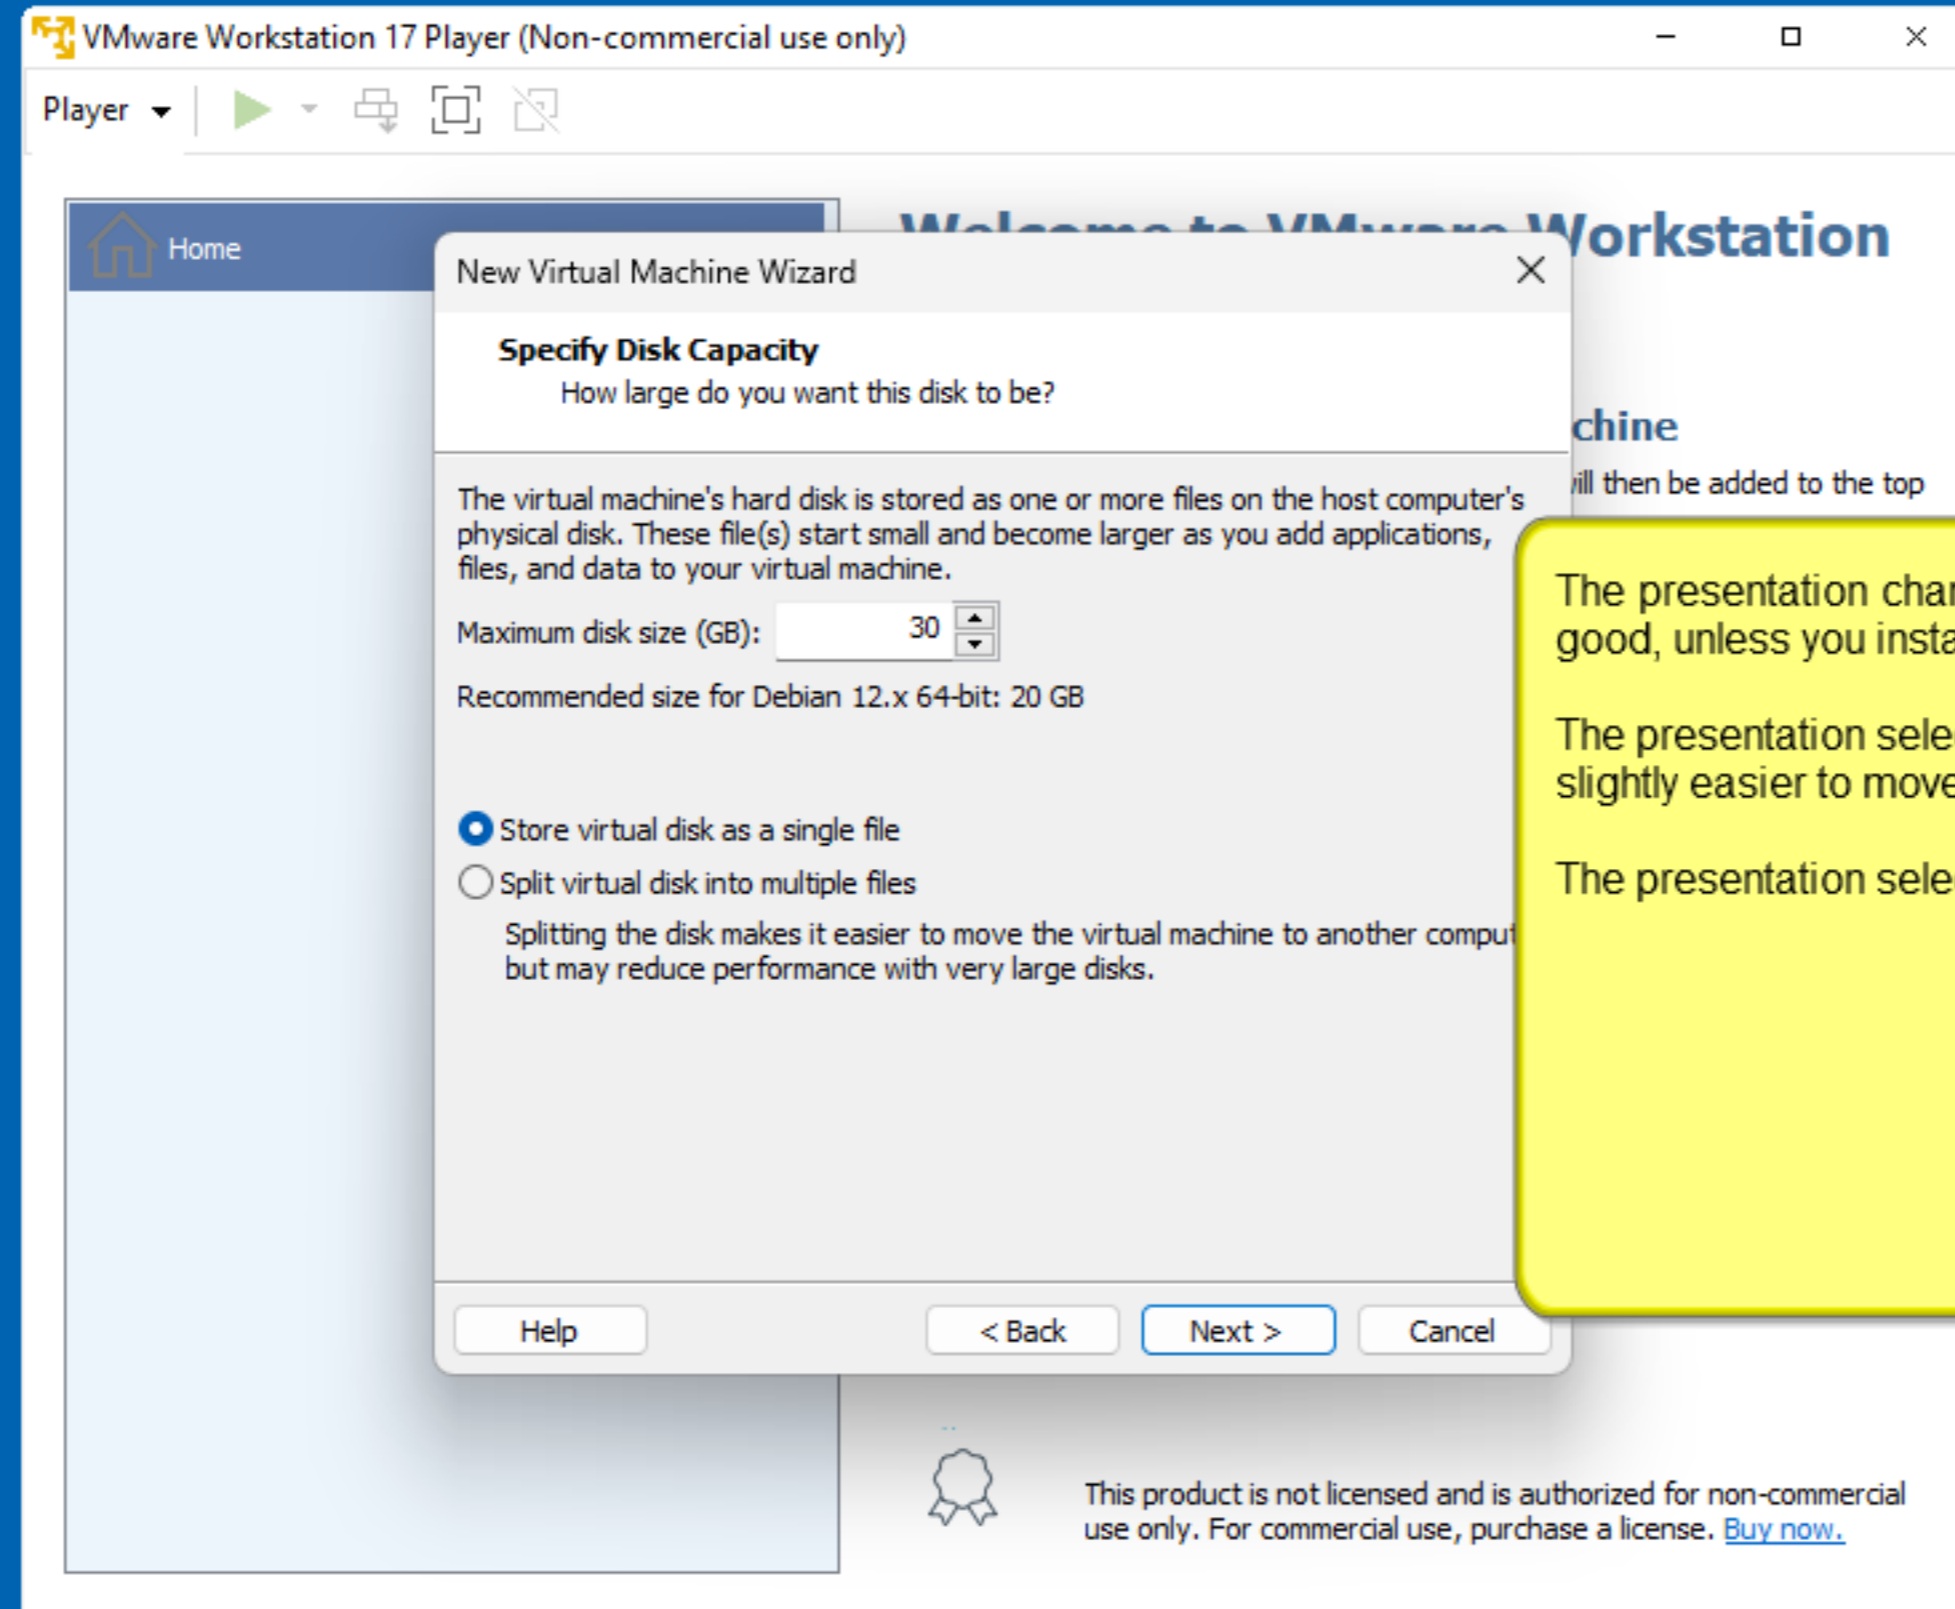 VMware Workstation 17 Player (Non-commercial use only)
Player
Home
Welcome to VMware Workstation
New Virtual Machine Wizard
Specify Disk Capacity
How large do you want this disk to be?
chine
ill then be added to the top
The virtual machine's hard disk is stored as one or more files on the host computer's
physical disk. These file(s) start small and become larger as you add applications,
files, and data to your virtual machine.
Maximum disk size (GB): 30
Recommended size for Debian 12.x 64-bit: 20 GB
Store virtual disk as a single file
Split virtual disk into multiple files
Splitting the disk makes it easier to move the virtual machine to another comput
but may reduce performance with very large disks.
The presentation char
good, unless you insta
The presentation sele
slightly easier to move
The presentation sele
Help
< Back
Next >
Cancel
This product is not licensed and is authorized for non-commercial
use only. For commercial use, purchase a license. Buy now.